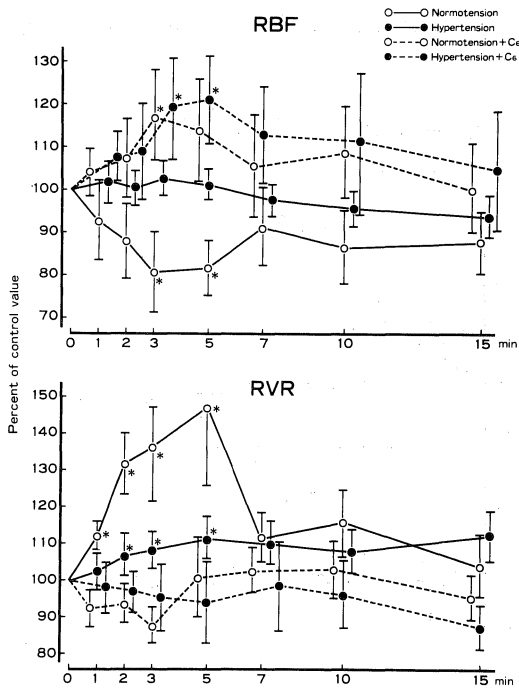 Normotension
Hypertension
Normotension+C6
Hypertension+C6
RBF
130
120
110
100
90
80
70
0 1 2 3 5 7 10 15 min
Percent of control value
RVR
150
140
130
120
110
100
90
80
0 1 2 3 5 7 10 15 min